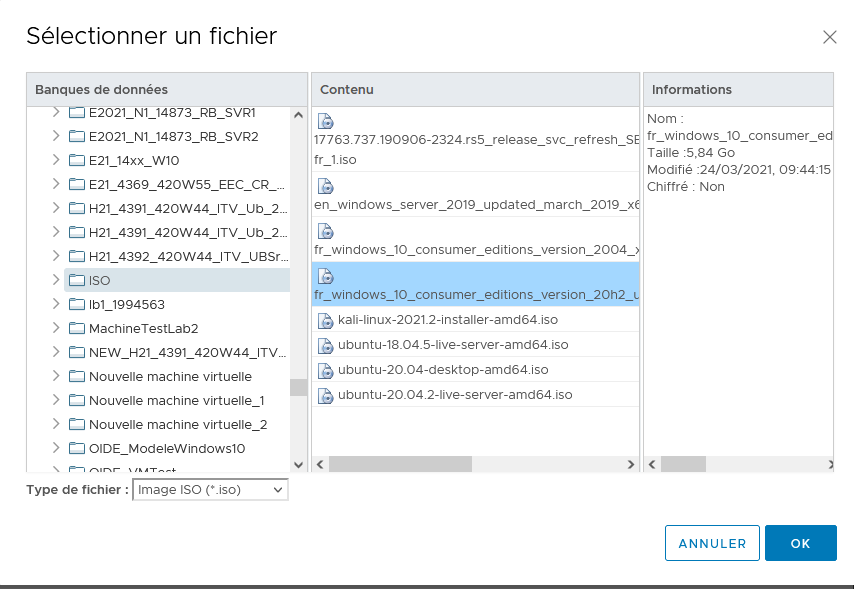 Sélectionner un fichier
Banques de données
E2021_N1_14873_RB_SVR1
E2021_N1_14873_RB_SVR2
E21_14xx_W10
E21_4369_420W55_EEC_CR_...
H21_4391_420W44_ITV_Ub_2...
H21_4391_420W44_ITV_Ub_2...
H21_4392_420W44_ITV_UBSr...
ISO
lb1_1994563
MachineTestLab2
NEW_H21_4391_420W44_ITV...
Nouvelle machine virtuelle
Nouvelle machine virtuelle_1
Nouvelle machine virtuelle_2
OIDE_ModeleWindows10
OIDE_VMTest
Contenu
17763.737.190906-2324.rs5_release_svc_refresh_SE
fr_1.iso
en_windows_server_2019_updated_march_2019_x6
fr_windows_10_consumer_editions_version_2004_x
fr_windows_10_consumer_editions_version_20h2_u
kali-linux-2021.2-installer-amd64.iso
ubuntu-18.04.5-live-server-amd64.iso
ubuntu-20.04-desktop-amd64.iso
ubuntu-20.04.2-live-server-amd64.iso
Informations
Nom :
fr_windows_10_consumer_ed
Taille :5,84 Go
Modifié :24/03/2021, 09:44:15
Chiffré : Non
Type de fichier : Image ISO (*.iso)
ANNULER OK